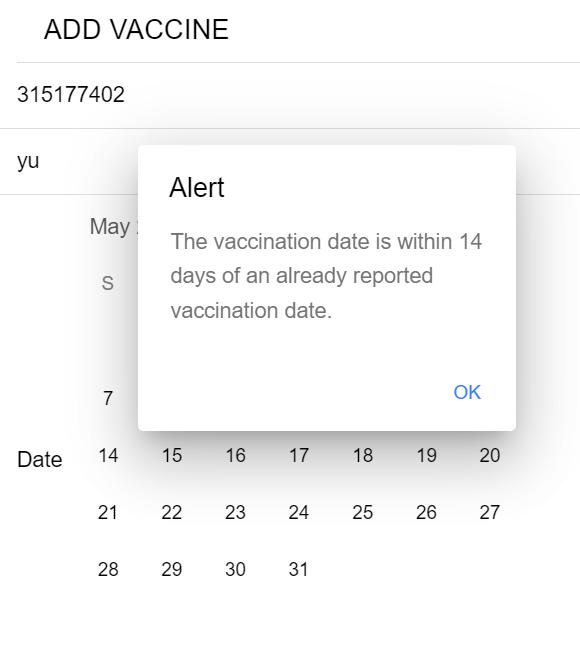 ADD VACCINE
315177402
yu
Alert
May
The vaccination date is within 14
days of an already reported
vaccination date.
S
OK
7
Date
14 15 16 17 18 19 20
21 22 23 24 25 26 27
28 29 30 31